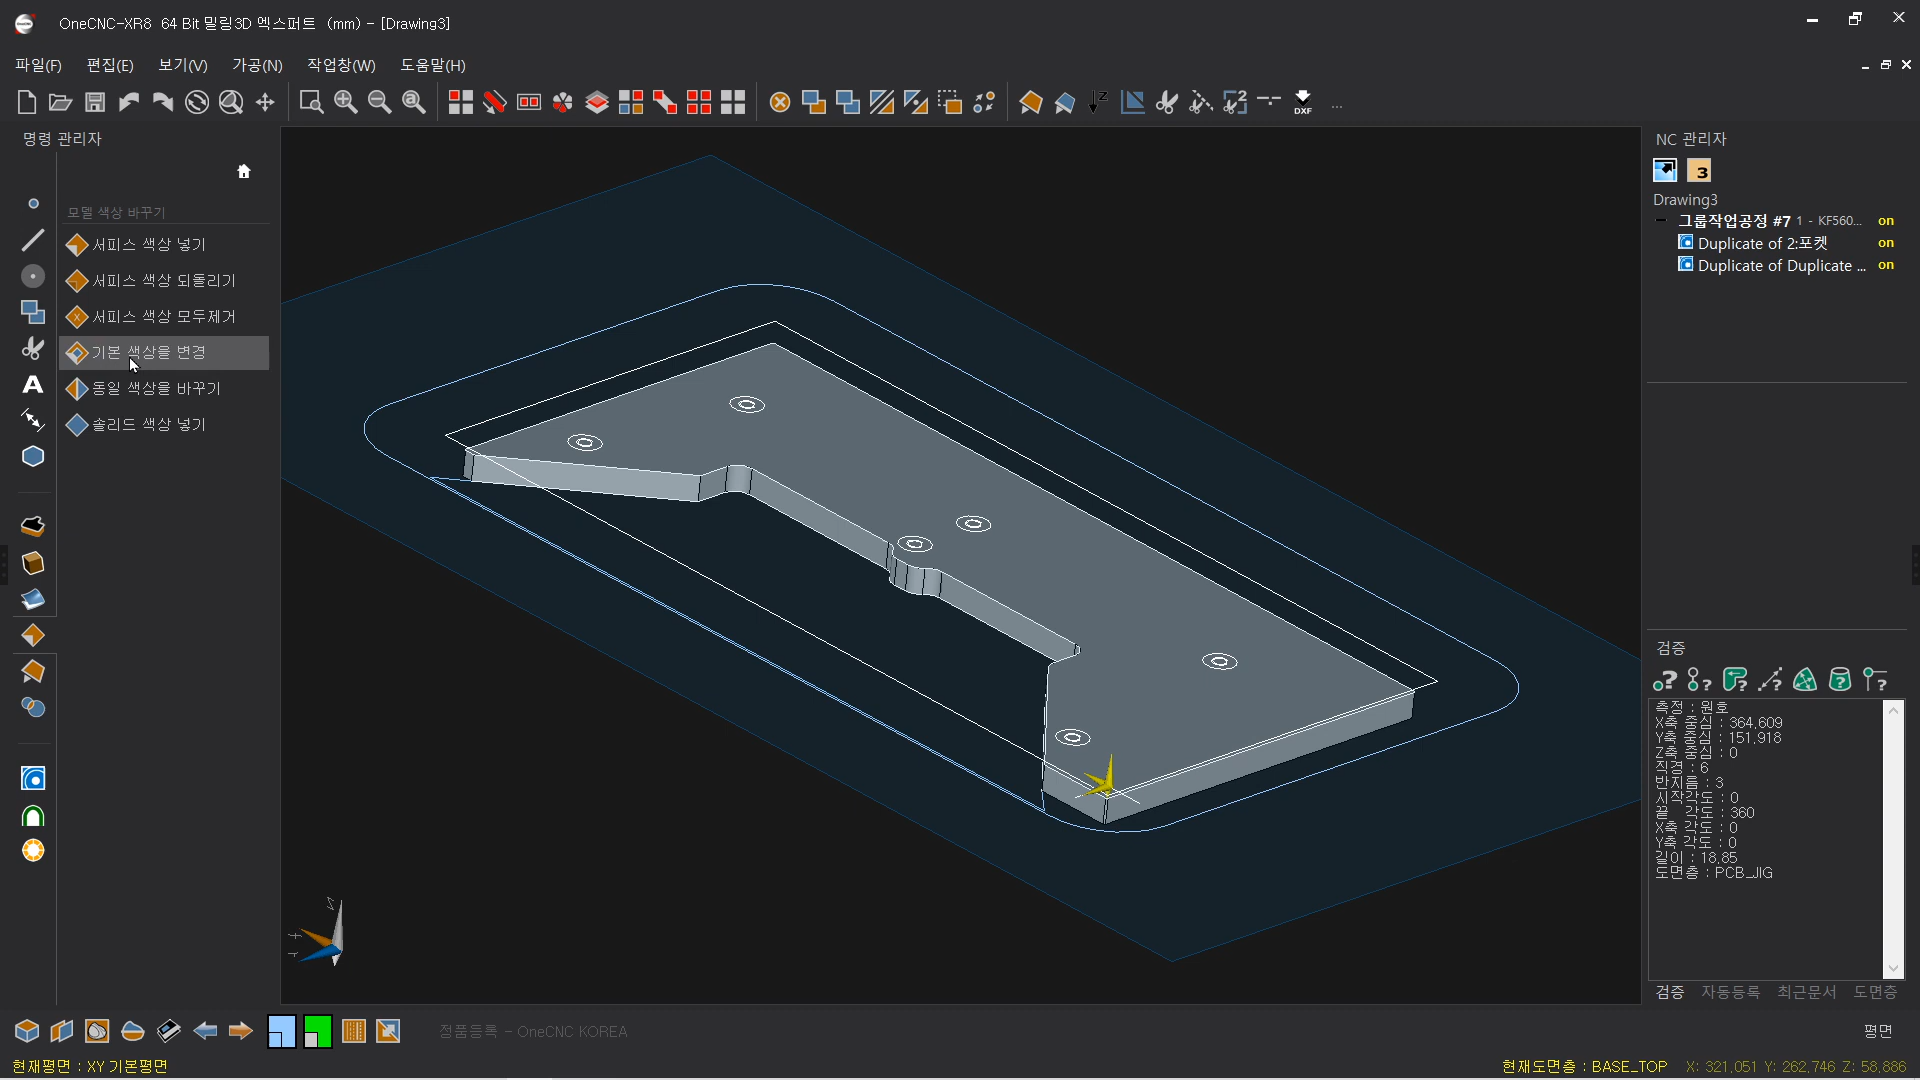 OneCNC-XR8 64 Bit 밀링3D 엑스퍼트 (mm) - [Drawing3]
파일(F) 편집(E) 보기(V) 가공(N) 작업창(W) 도움말(H)
DXF
...
명령 관리자
모델 색상 바꾸기
서피스 색상 넣기
서피스 색상 되돌리기
서피스 색상 모두제거
기본 색상을 변경
동일 색상을 바꾸기
솔리드 색상 넣기
NC 관리자
3
Drawing3
그룹작업공정 #7 1 - KF560... on
Duplicate of 2:포켓 on
Duplicate of Duplicate ... on
검증
측정 : 원호
X축 중심 : 364.609
Y축 중심 : 151.918
Z축 중심 : 0
직경 : 6
반지름 : 3
시작각도 : 0
끝 각도 : 360
X축 각도 : 0
Y축 각도 : 0
길이 : 18.85
도면층 : PCB_JIG
검증 자동등록 최근문서 도면층
정품등록 - OneCNC KOREA
평면
현재평면 : XY 기본평면
현재도면층 : BASE_TOP X: 321.051 Y: 262.746 Z: 58.886